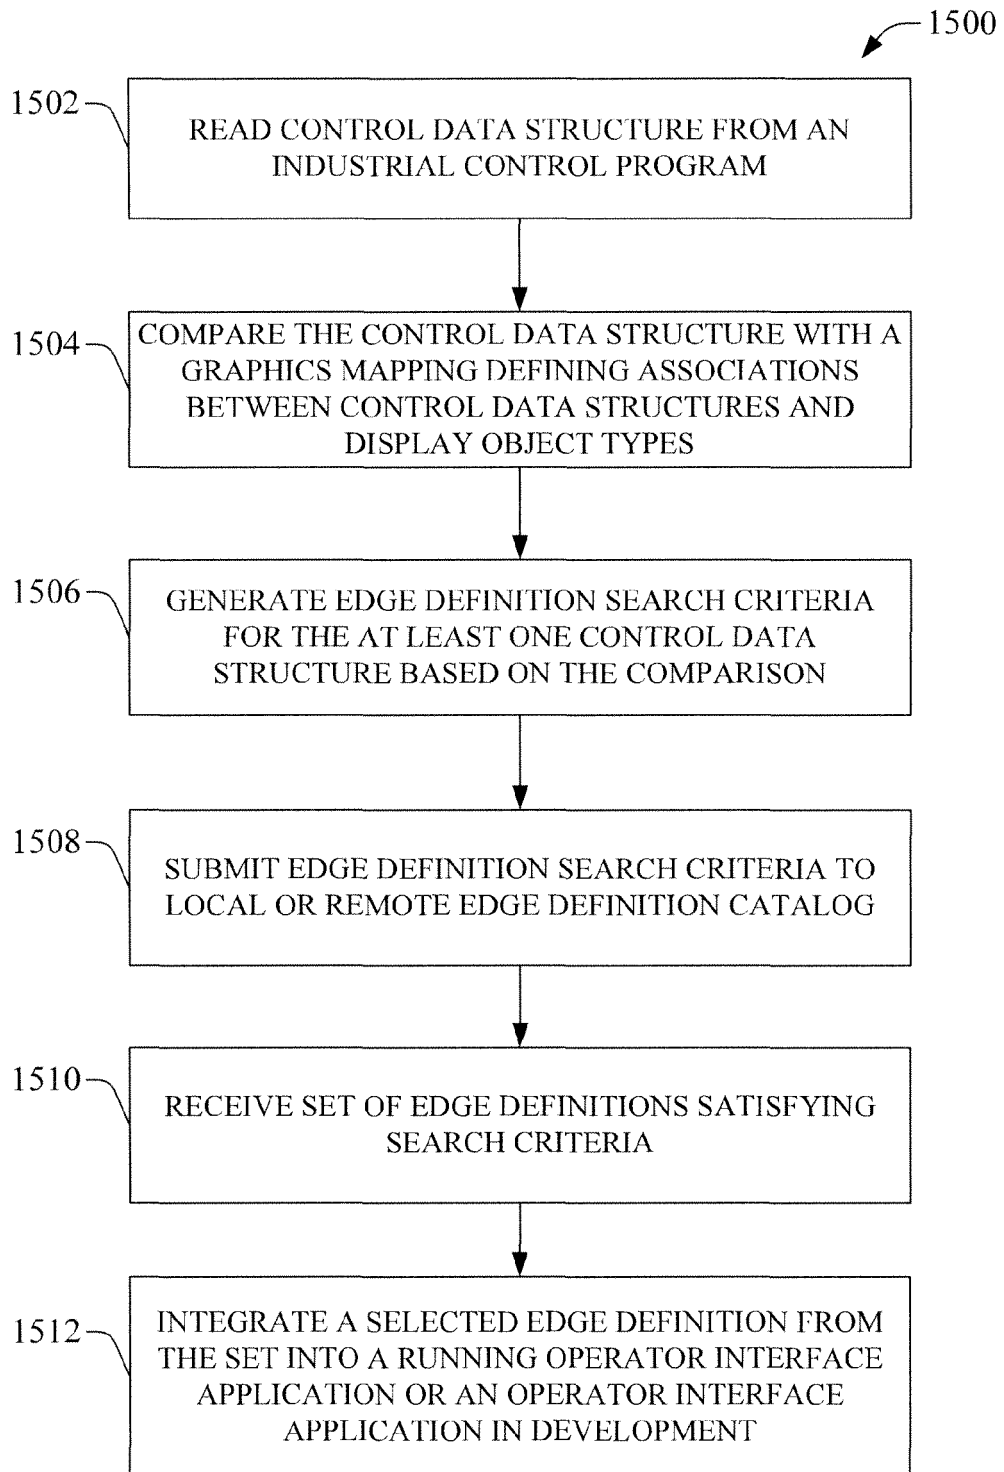 1500
1502
READ CONTROL DATA STRUCTURE FROM AN
INDUSTRIAL CONTROL PROGRAM
1504
COMPARE THE CONTROL DATA STRUCTURE WITH A
GRAPHICS MAPPING DEFINING ASSOCIATIONS
BETWEEN CONTROL DATA STRUCTURES AND
DISPLAY OBJECT TYPES
1506
GENERATE EDGE DEFINITION SEARCH CRITERIA
FOR THE AT LEAST ONE CONTROL DATA
STRUCTURE BASED ON THE COMPARISON
1508
SUBMIT EDGE DEFINITION SEARCH CRITERIA TO
LOCAL OR REMOTE EDGE DEFINITION CATALOG
1510
RECEIVE SET OF EDGE DEFINITIONS SATISFYING
SEARCH CRITERIA
1512
INTEGRATE A SELECTED EDGE DEFINITION FROM
THE SET INTO A RUNNING OPERATOR INTERFACE
APPLICATION OR AN OPERATOR INTERFACE
APPLICATION IN DEVELOPMENT